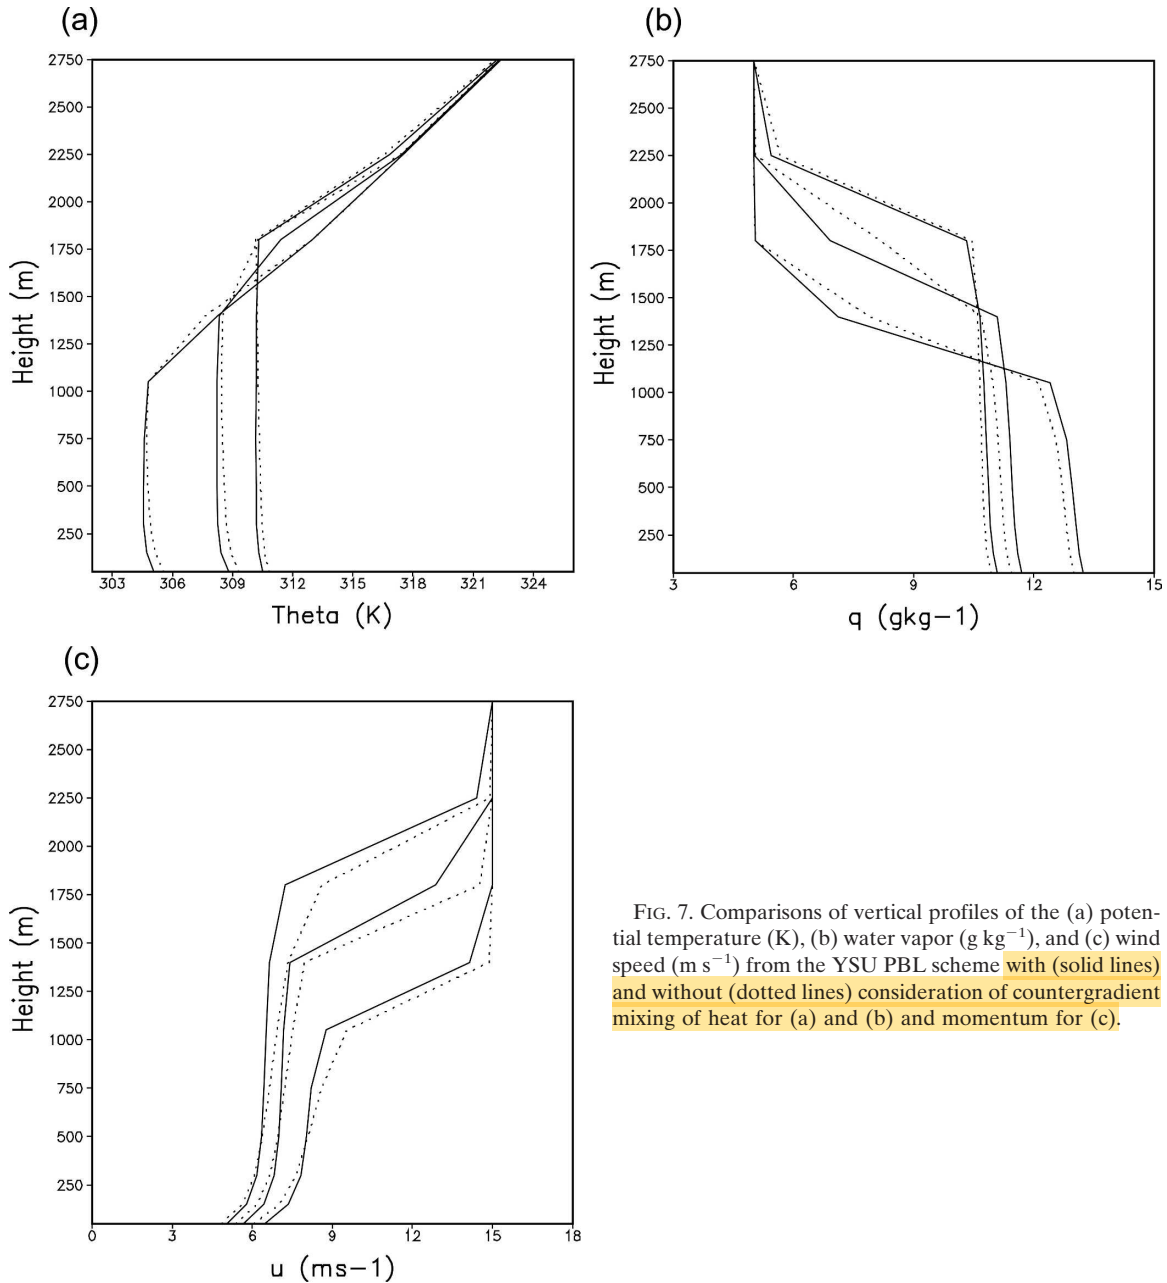 (a)
2750
2500
2250
2000
1750
1500
1250
1000
750
500
250
Height (m)
303 306 309 312 315 318 321 324
Theta (K)
(b)
2750
2500
2250
2000
1750
1500
1250
1000
750
500
250
Height (m)
3 6 9 12 15
q (gkg-1)
(c)
2750
2500
2250
2000
1750
1500
1250
1000
750
500
250
Height (m)
0 3 6 9 12 15 18
u (ms-1)
FIG. 7. Comparisons of vertical profiles of the (a) poten-
tial temperature (K), (b) water vapor (g kg⁻¹), and (c) wind
speed (m s⁻¹) from the YSU PBL scheme with (solid lines)
and without (dotted lines) consideration of countergradient
mixing of heat for (a) and (b) and momentum for (c).